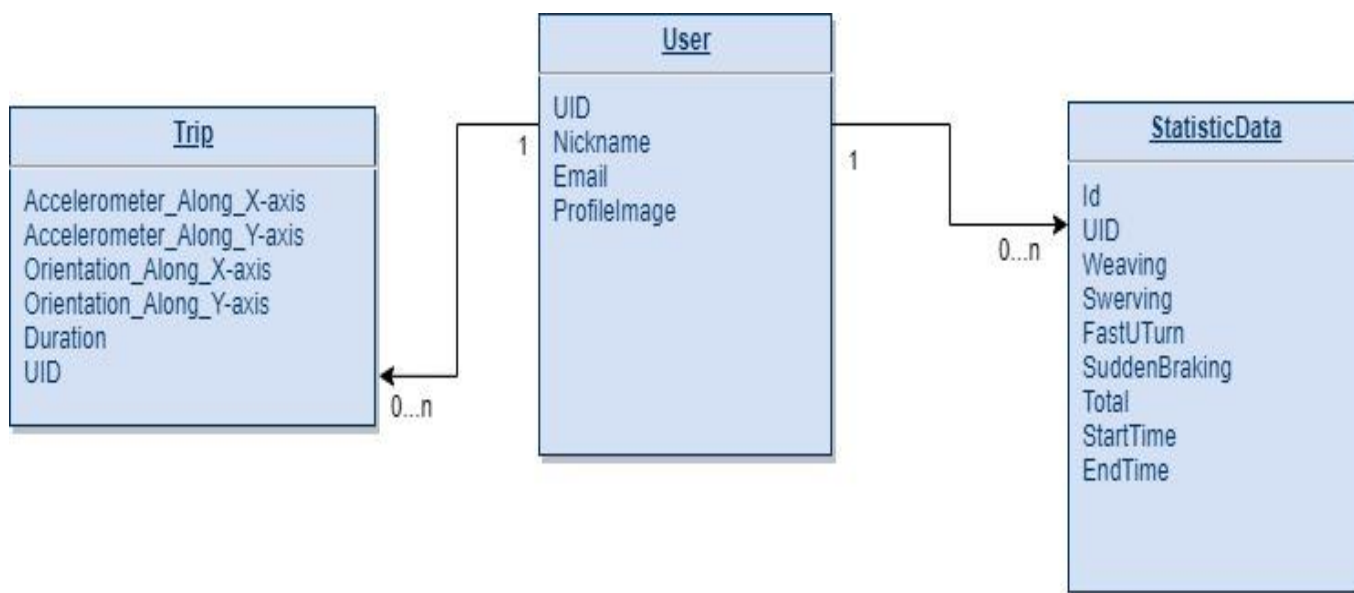 Trip
Accelerometer_Along_X-axis
Accelerometer_Along_Y-axis
Orientation_Along_X-axis
Orientation_Along_Y-axis
Duration
UID
1
0...n
User
UID
Nickname
Email
ProfileImage
1
0...n
StatisticData
Id
UID
Weaving
Swerving
FastUTurn
SuddenBraking
Total
StartTime
EndTime